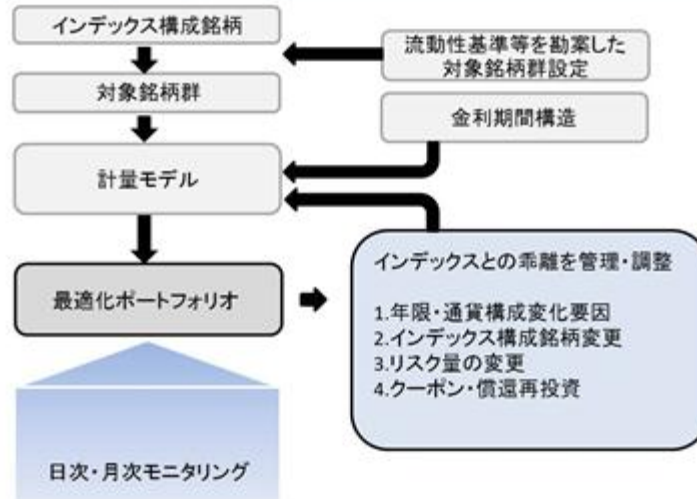 インデックス構成銘柄
流動性基準等を勘案した
対象銘柄群設定
対象銘柄群
金利期間構造
計量モデル
最適化ポートフォリオ
インデックスとの乖離を管理・調整
1.年限・通貨構成変化要因
2.インデックス構成銘柄変更
3.リスク量の変更
4.クーポン・償還再投資
日次・月次モニタリング